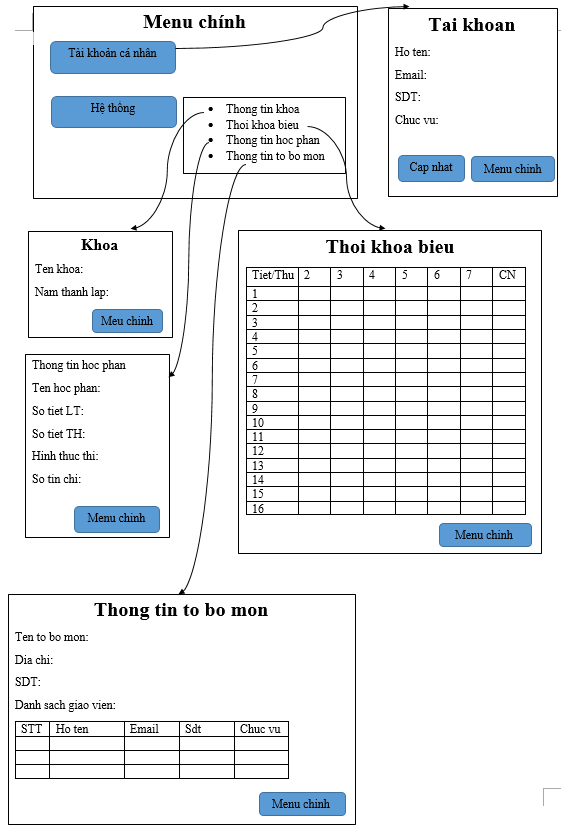 Menu chính
Tài khoản cá nhân
Hệ thông
• Thong tin khoa
• Thoi khoa bieu
• Thong tin hoc phan
• Thong tin to bo mon
Tai khoan
Ho ten:
Email:
SDT:
Chuc vu:
Cap nhat Menu chinh
Khoa
Ten khoa:
Nam thanh lap:
Meu chinh
Thong tin hoc phan
Ten hoc phan:
So tiet LT:
So tiet TH:
Hinh thuc thi:
So tin chi:
Menu chinh
Thoi khoa bieu
Tiet/Thu 2 3 4 5 6 7 CN
1
2
3
4
5
6
7
8
9
10
11
12
13
14
15
16
Menu chinh
Thong tin to bo mon
Ten to bo mon:
Dia chi:
SDT:
Danh sach giao vien:
STT Ho ten Email Sdt Chuc vu
Menu chinh